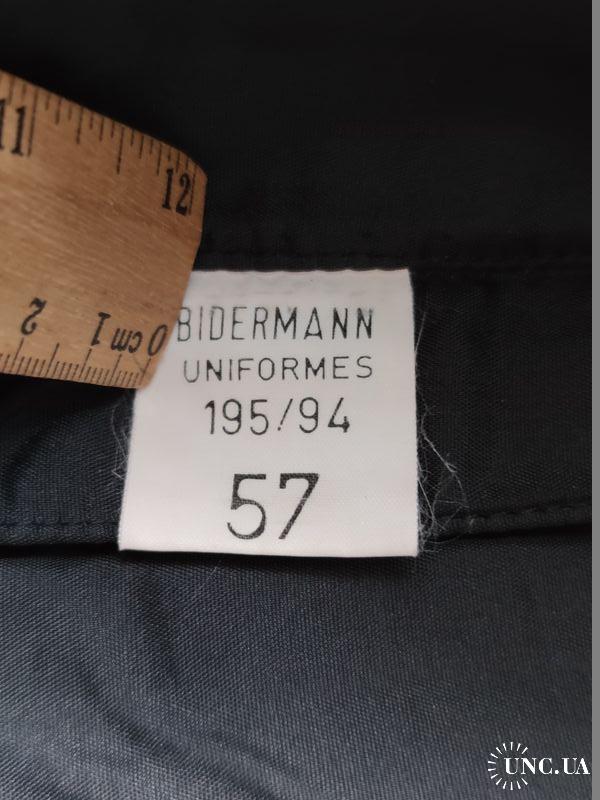 11
12
2 1 cm 0
BIDERMANN
UNIFORMES
195/94
57
UNC.UA